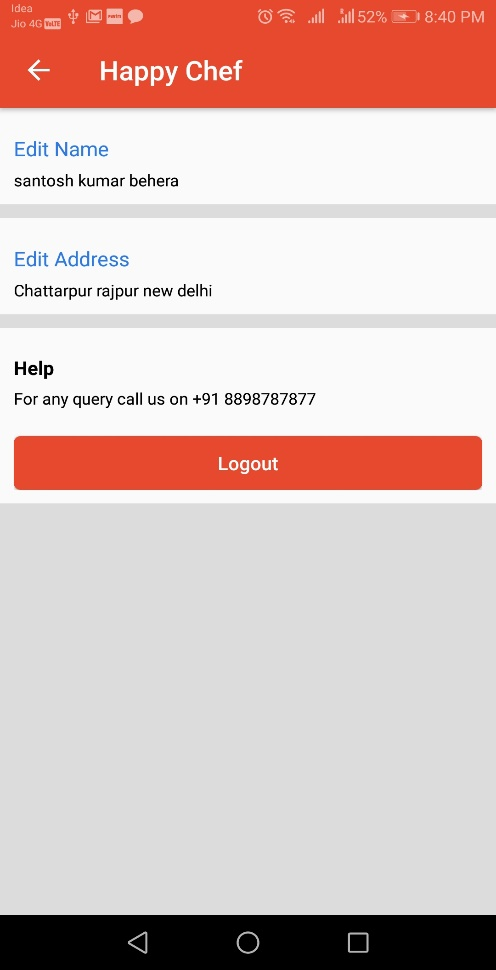 Idea
Jio 4G VoLTE
52% 8:40 PM
Happy Chef
Edit Name
santosh kumar behera
Edit Address
Chattarpur rajpur new delhi
Help
For any query call us on +91 8898787877
Logout